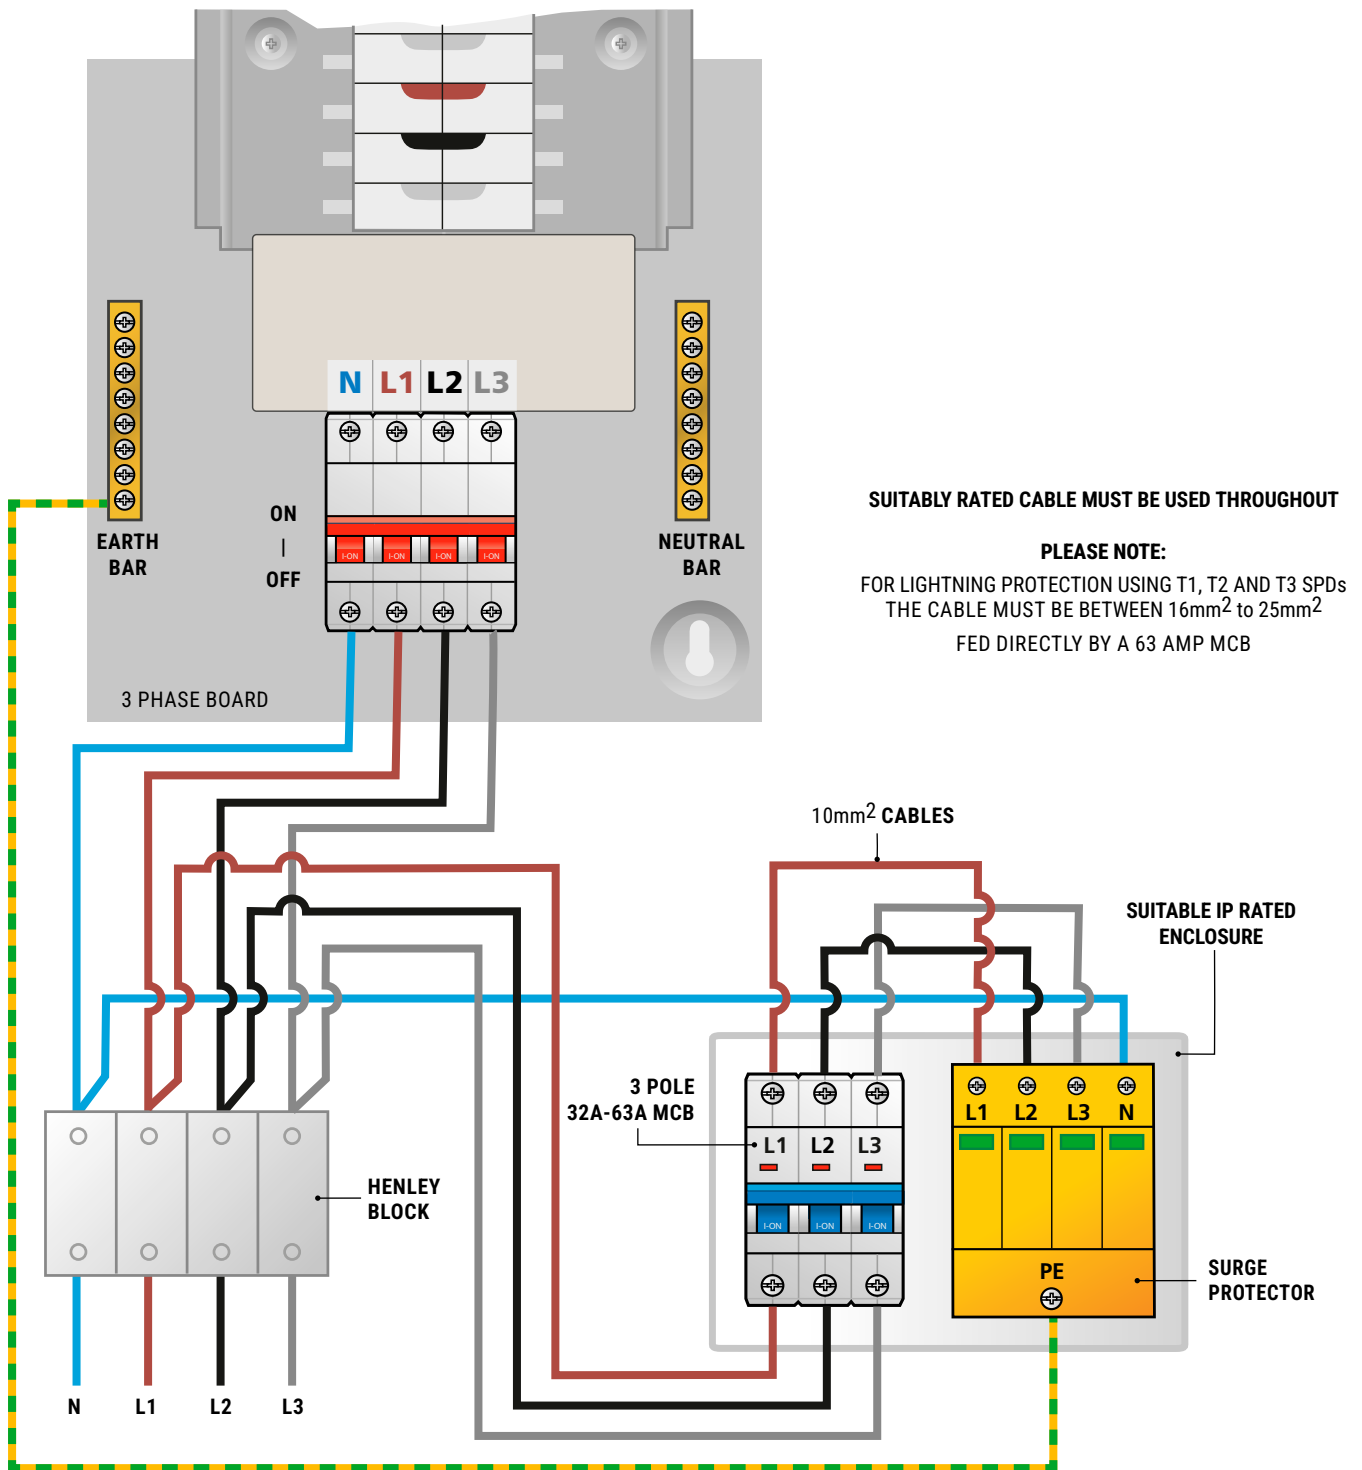 N L1 L2 L3
ON
|
OFF
I-ON I-ON I-ON I-ON
EARTH
BAR
NEUTRAL
BAR
3 PHASE BOARD
SUITABLY RATED CABLE MUST BE USED THROUGHOUT
PLEASE NOTE:
FOR LIGHTNING PROTECTION USING T1, T2 AND T3 SPDs
THE CABLE MUST BE BETWEEN 16mm² to 25mm²
FED DIRECTLY BY A 63 AMP MCB
10mm² CABLES
SUITABLE IP RATED
ENCLOSURE
3 POLE
32A-63A MCB
L1 L2 L3
I-ON I-ON I-ON
L1 L2 L3 N
PE
SURGE
PROTECTOR
HENLEY
BLOCK
N L1 L2 L3